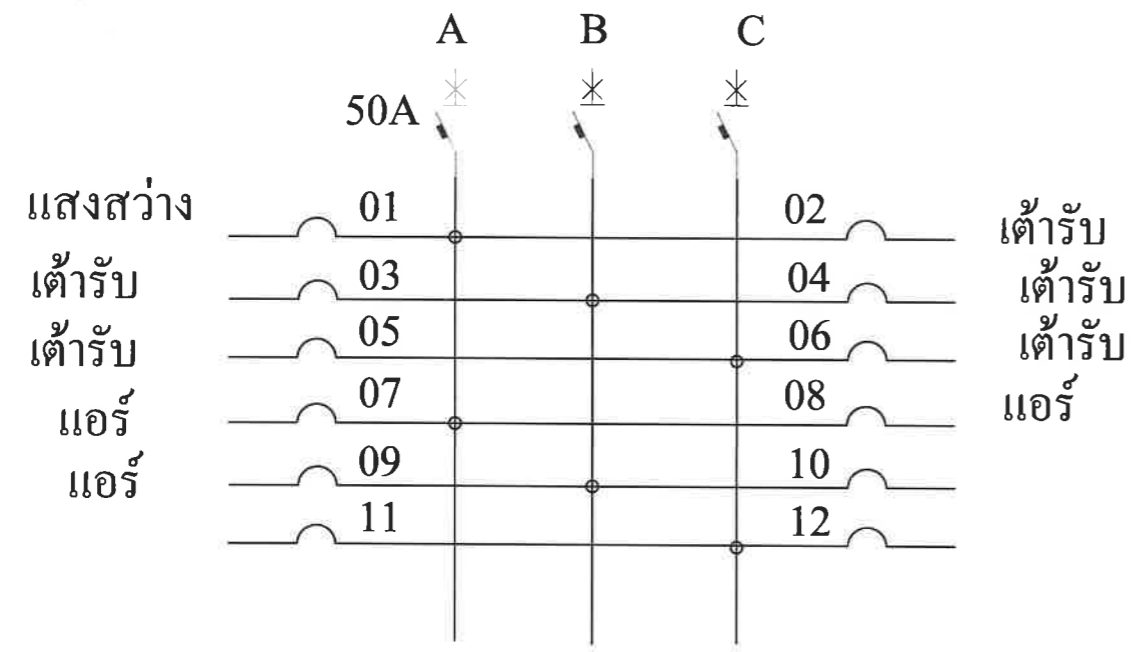 A B C
50A
แสงสว่าง 01 02 เต้ารับ
เต้ารับ 03 04 เต้ารับ
เต้ารับ 05 06 เต้ารับ
แอร์ 07 08 แอร์
แอร์ 09 10
11 12